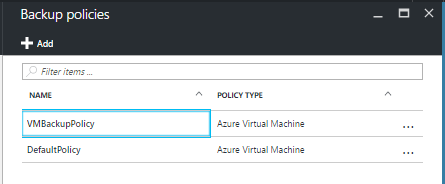 Backup policies
Add
Filter items ...
NAME POLICY TYPE
VMBackupPolicy Azure Virtual Machine ...
DefaultPolicy Azure Virtual Machine ...